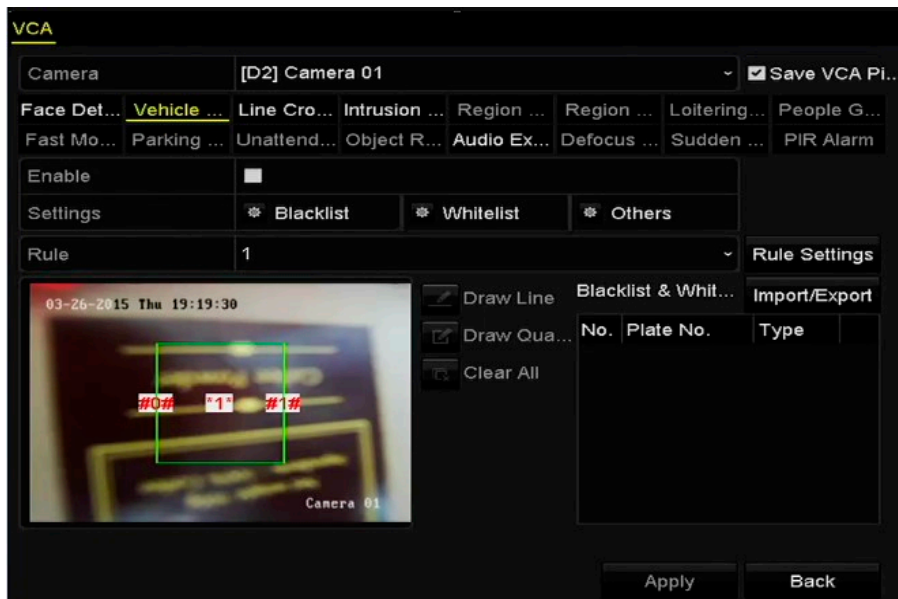 VCA
Camera [D2] Camera 01 Save VCA Pi..
Face Det... Vehicle ... Line Cro... Intrusion ... Region ... Region ... Loitering... People G...
Fast Mo... Parking ... Unattend... Object R... Audio Ex... Defocus ... Sudden ... PIR Alarm
Enable
Settings Blacklist Whitelist Others
Rule 1 Rule Settings
03-26-2015 Thu 19:19:30
#0# *1* #1#
Camera 01
Draw Line
Draw Qua...
Clear All
Blacklist & Whit... Import/Export
No. Plate No. Type
Apply Back